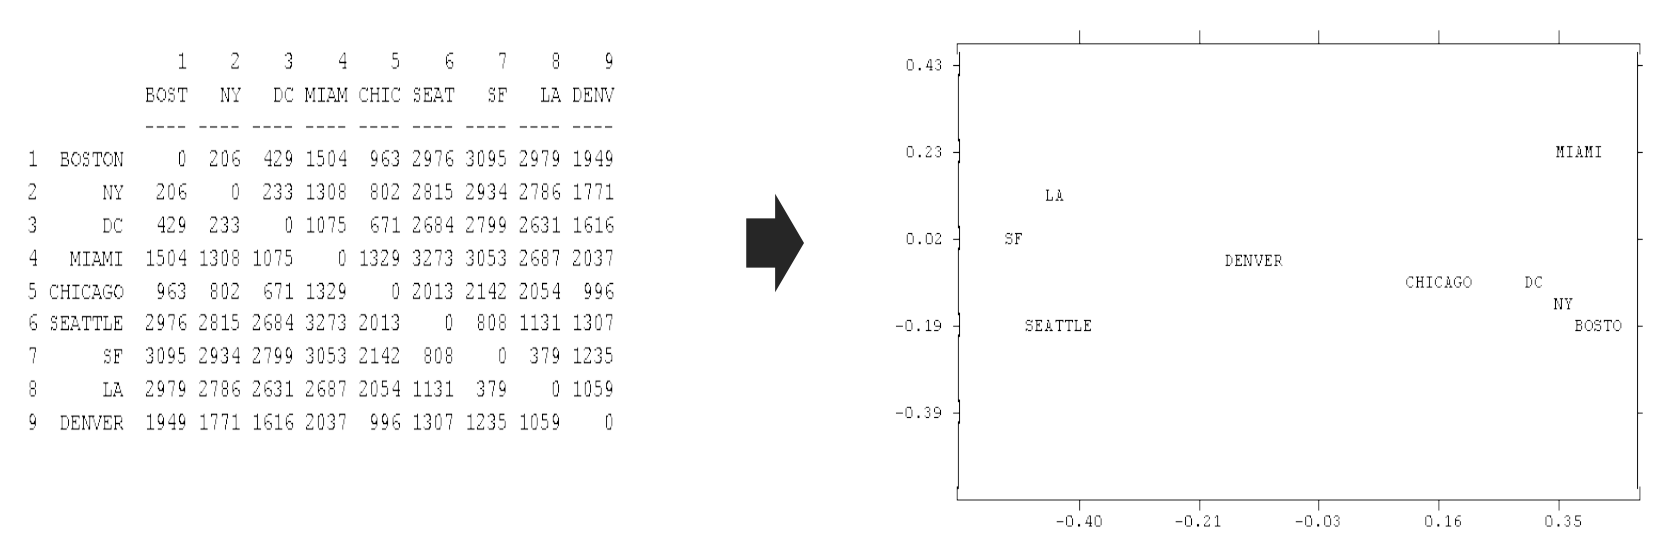 1 2 3 4 5 6 7 8 9
BOST NY DC MIAM CHIC SEAT SF LA DENV
---- ---- ---- ---- ---- ---- ---- ---- ----
1 BOSTON 0 206 429 1504 963 2976 3095 2979 1949
2 NY 206 0 233 1308 802 2815 2934 2786 1771
3 DC 429 233 0 1075 671 2684 2799 2631 1616
4 MIAMI 1504 1308 1075 0 1329 3273 3053 2687 2037
5 CHICAGO 963 802 671 1329 0 2013 2142 2054 996
6 SEATTLE 2976 2815 2684 3273 2013 0 808 1131 1307
7 SF 3095 2934 2799 3053 2142 808 0 379 1235
8 LA 2979 2786 2631 2687 2054 1131 379 0 1059
9 DENVER 1949 1771 1616 2037 996 1307 1235 1059 0
0.43
0.23 MIAMI
LA
0.02 SF
DENVER
CHICAGO DC
NY
-0.19 SEATTLE BOSTO
-0.39
-0.40 -0.21 -0.03 0.16 0.35